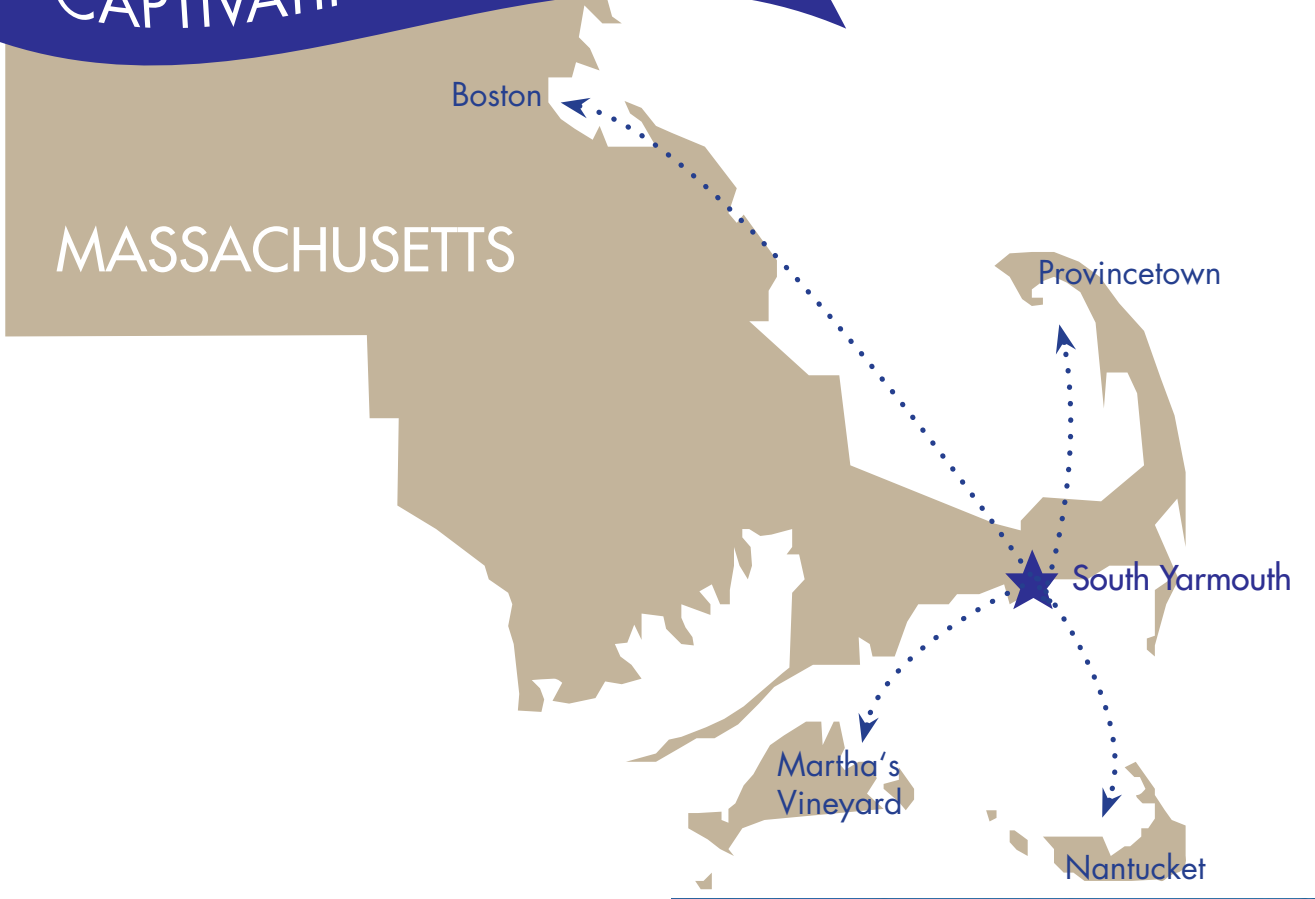 Boston
MASSACHUSETTS
Provincetown
South Yarmouth
Martha's
Vineyard
Nantucket